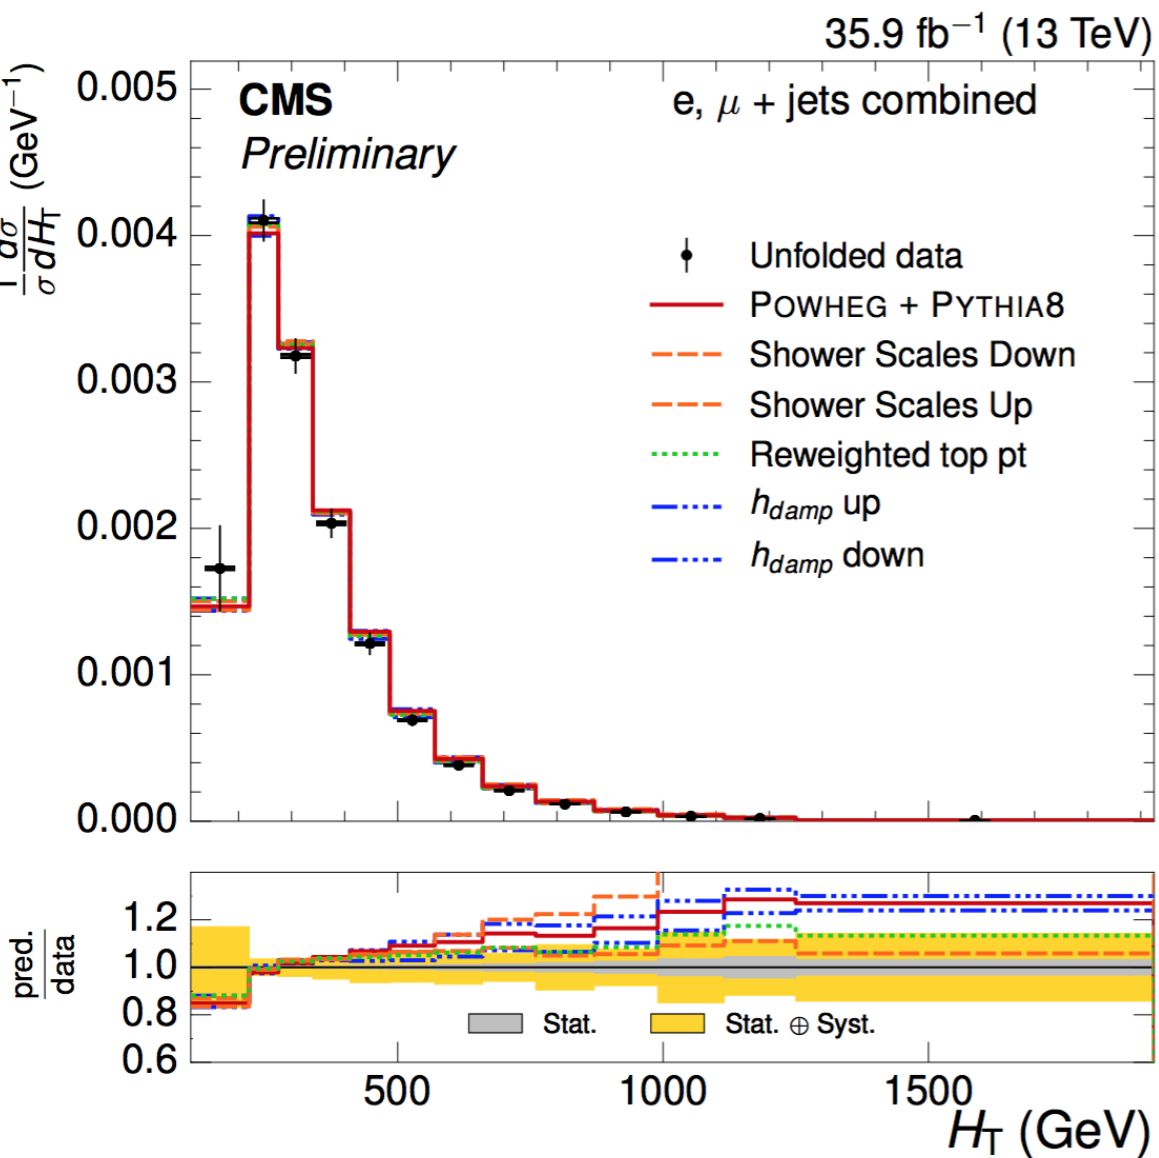 35.9 fb⁻¹ (13 TeV)
CMS
Preliminary
e, μ + jets combined
1/σ dσ/dH_T (GeV⁻¹)
0.005
0.004
0.003
0.002
0.001
0.000
Unfolded data
POWHEG + PYTHIA8
Shower Scales Down
Shower Scales Up
Reweighted top pt
h_damp up
h_damp down
pred./data
1.2
1.0
0.8
0.6
Stat.
Stat. ⊕ Syst.
500
1000
1500
H_T (GeV)